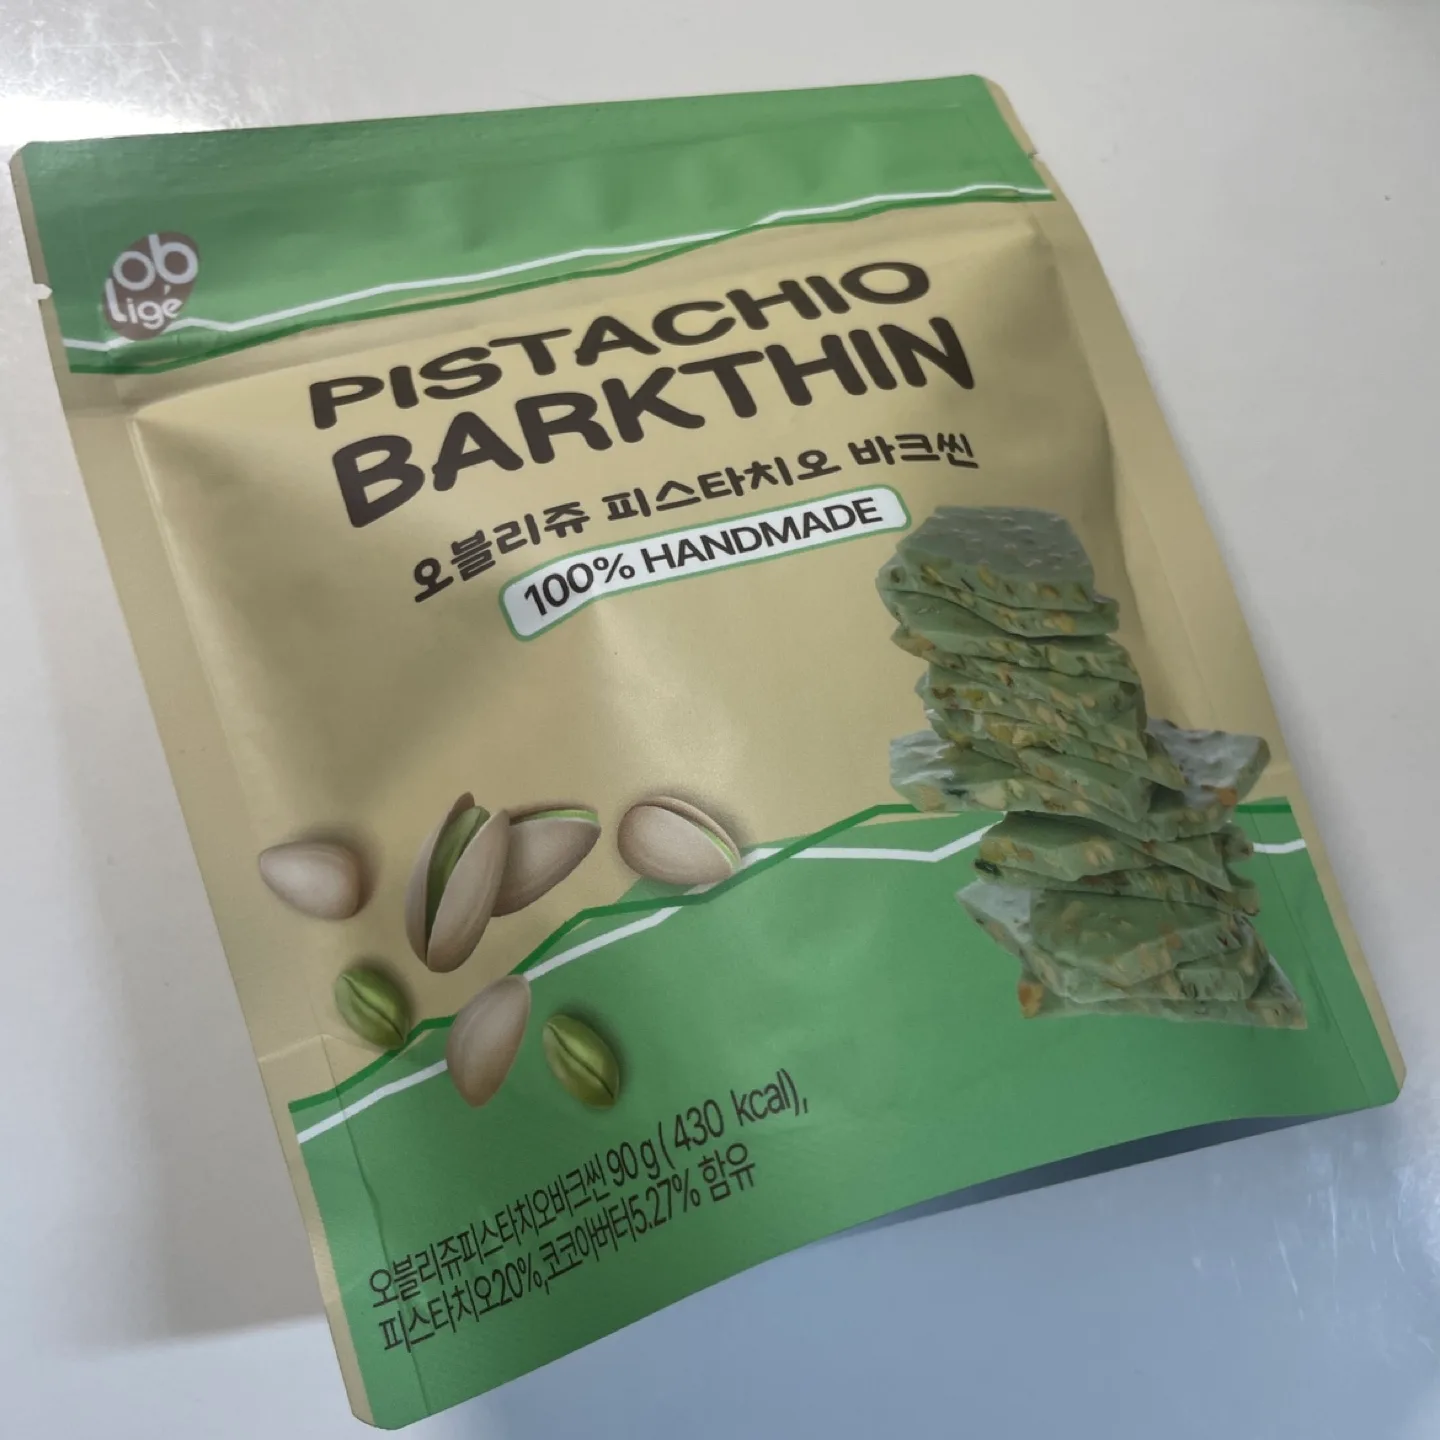 ob
ligé
PISTACHIO
BARKTHIN
오블리쥬 피스타치오 바크씬
100% HANDMADE
오블리쥬피스타치오바크씬 90 g ( 430 kcal),
피스타치오20%,코코아버터5.27% 함유